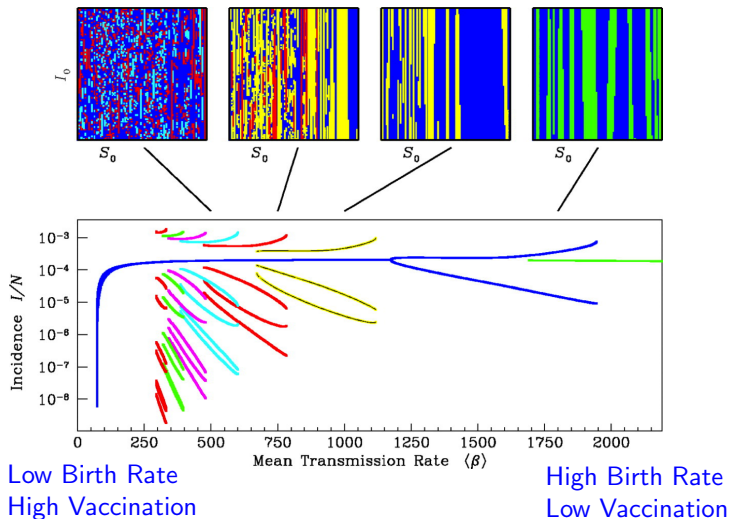 I₀
S₀ S₀ S₀ S₀
10⁻³
10⁻⁴
10⁻⁵
10⁻⁶
10⁻⁷
10⁻⁸
Incidence I/N
0 250 500 750 1000 1250 1500 1750 2000
Mean Transmission Rate ⟨β⟩
Low Birth Rate
High Vaccination
High Birth Rate
Low Vaccination